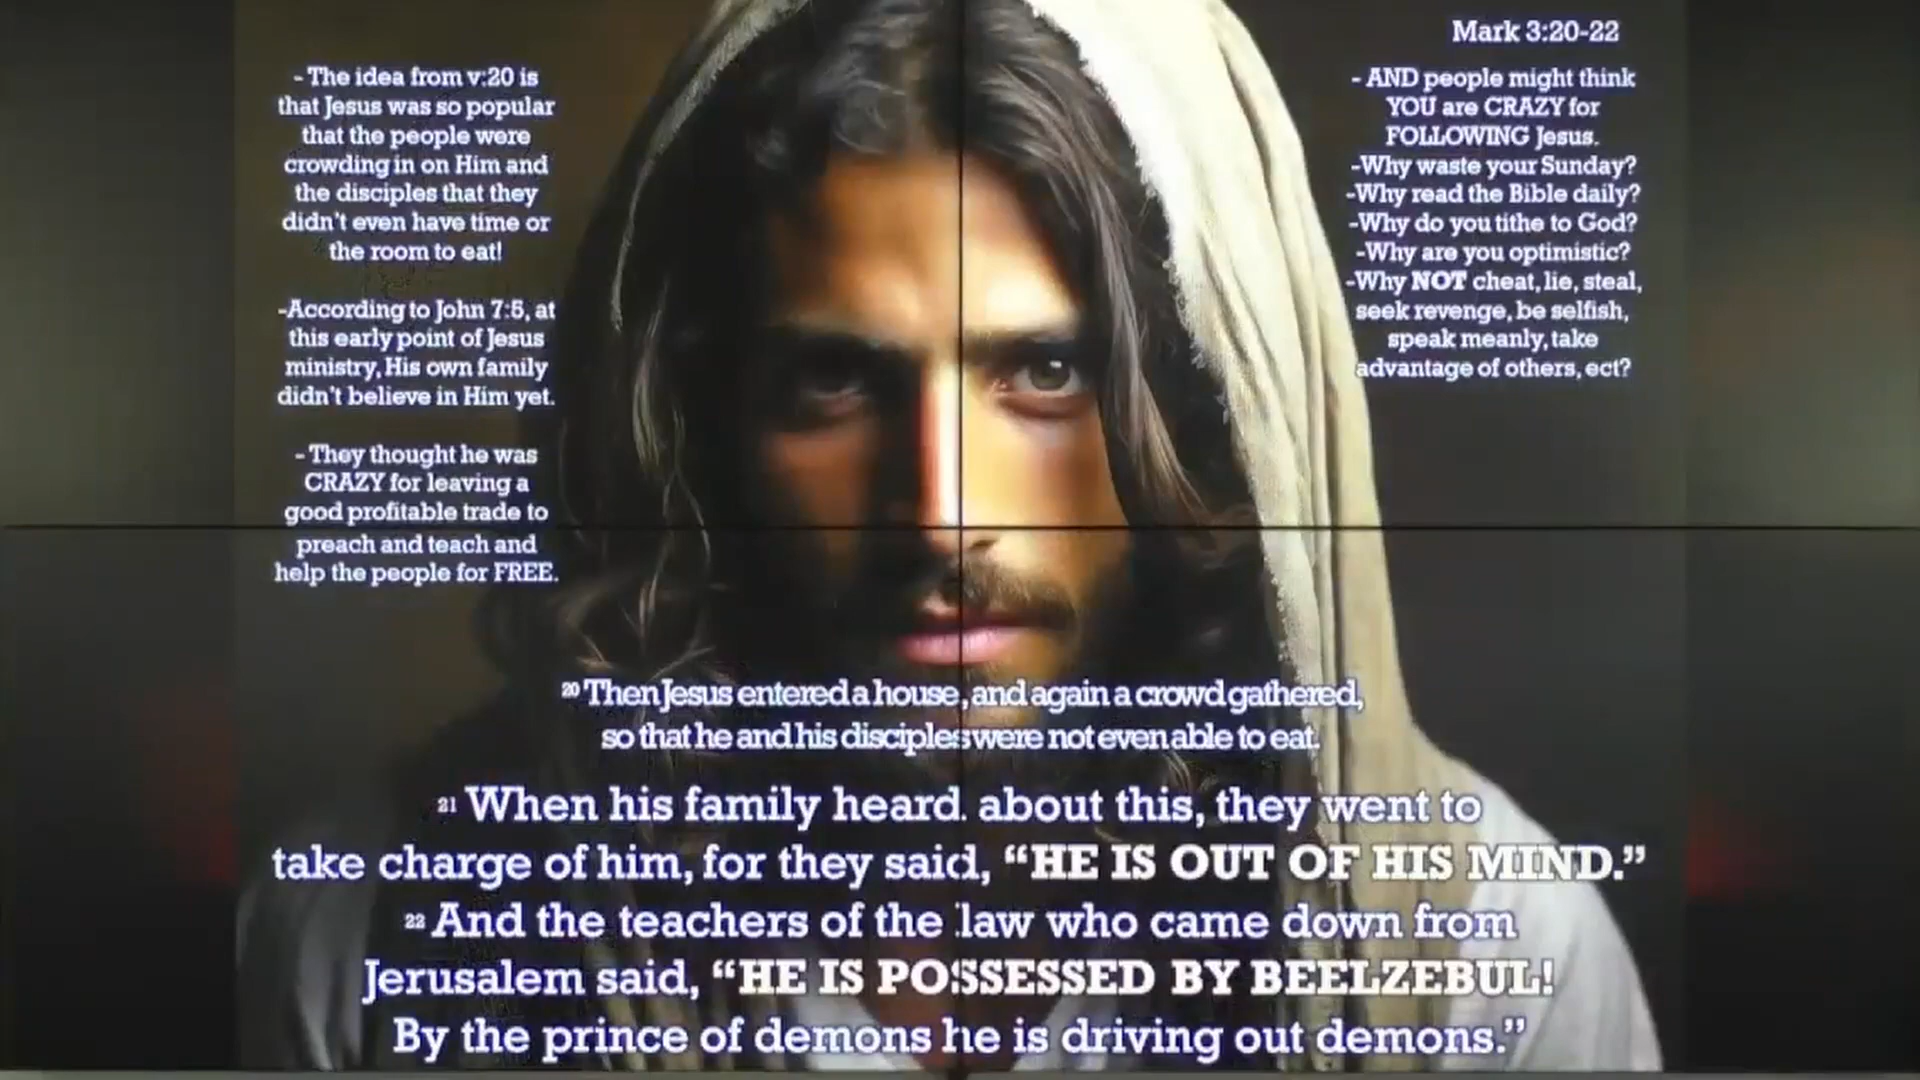 - The idea from v:20 is
that Jesus was so popular
that the people were
crowding in on Him and
the disciples that they
didn't even have time or
the room to eat!
-According to John 7:5, at
this early point of Jesus
ministry, His own family
didn't believe in Him yet.
- They thought he was
CRAZY for leaving a
good profitable trade to
preach and teach and
help the people for FREE.
Mark 3:20-22
- AND people might think
YOU are CRAZY for
FOLLOWING Jesus.
-Why waste your Sunday?
-Why read the Bible daily?
-Why do you tithe to God?
-Why are you optimistic?
-Why NOT cheat, lie, steal,
seek revenge, be selfish,
speak meanly, take
advantage of others, ect?
20 Then Jesus entered a house, and again a crowd gathered,
so that he and his disciples were not even able to eat.
21 When his family heard about this, they went to
take charge of him, for they said, “HE IS OUT OF HIS MIND.”
22 And the teachers of the law who came down from
Jerusalem said, “HE IS POSSESSED BY BEELZEBUL!
By the prince of demons he is driving out demons.”